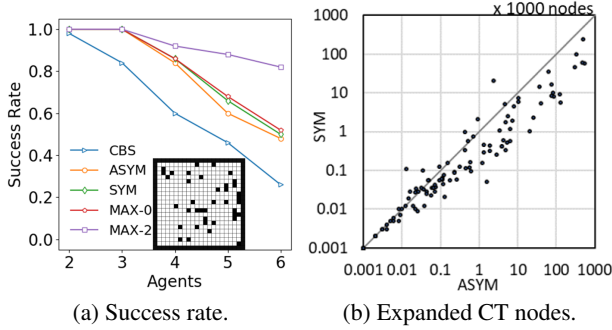 x 1000 nodes
1.0
0.8
0.6
0.4
0.2
0.0
Success Rate
CBS
ASYM
SYM
MAX-0
MAX-2
2
3
4
5
6
Agents
(a) Success rate.
1000
100
10
1
0.1
0.01
0.001
SYM
0.001
0.01
0.1
1
10
100
1000
ASYM
(b) Expanded CT nodes.